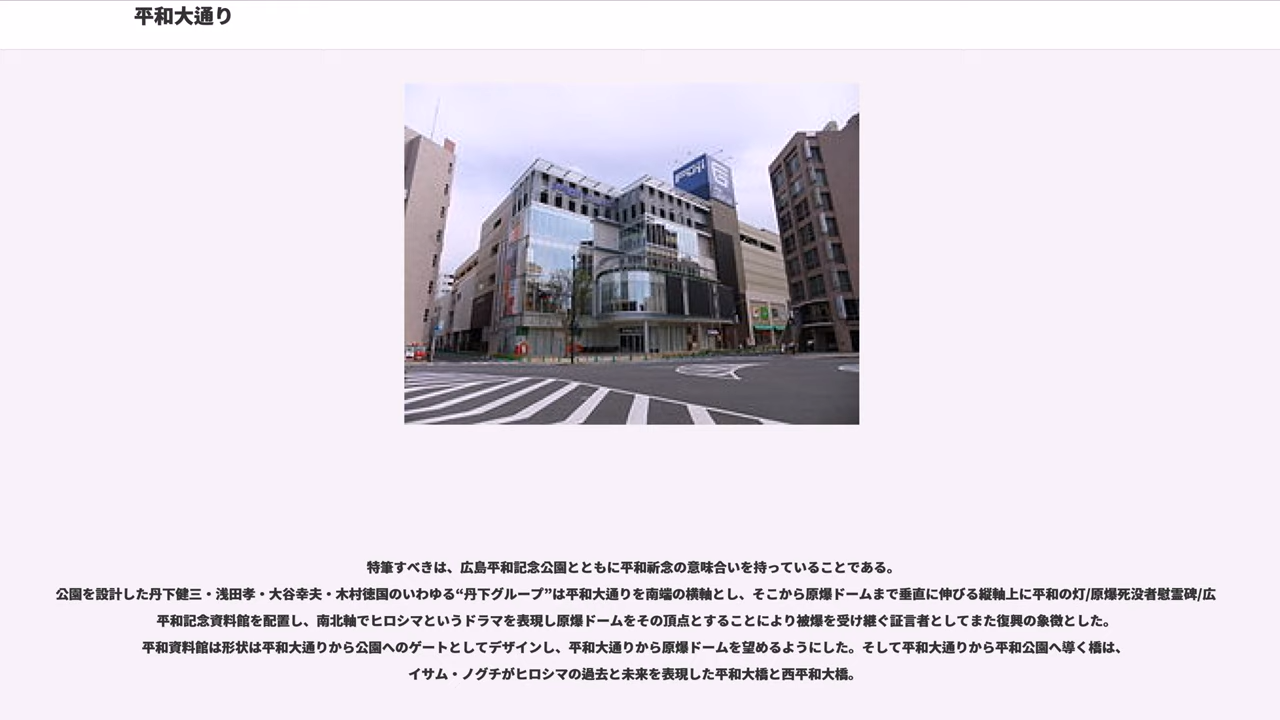 平和大通り
特筆すべきは、広島平和記念公園とともに平和祈念の意味合いを持っていることである。
公園を設計した丹下健三・浅田孝・大谷幸夫・木村徳国のいわゆる“丹下グループ”は平和大通りを南端の横軸とし、そこから原爆ドームまで垂直に伸びる縦軸上に平和の灯/原爆死没者慰霊碑/広
平和記念資料館を配置し、南北軸でヒロシマというドラマを表現し原爆ドームをその頂点とすることにより被爆を受け継ぐ証言者としてまた復興の象徴とした。
平和資料館は形状は平和大通りから公園へのゲートとしてデザインし、平和大通りから原爆ドームを望めるようにした。そして平和大通りから平和公園へ導く橋は、
イサム・ノグチがヒロシマの過去と未来を表現した平和大橋と西平和大橋。